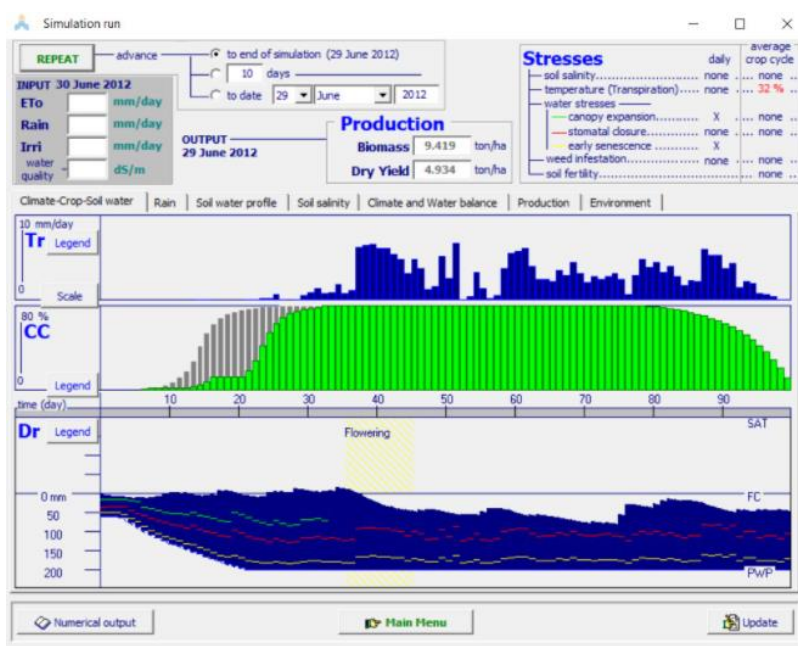 Simulation run
REPEAT
advance
to end of simulation (29 June 2012)
10 days
to date 29 June 2012
INPUT 30 June 2012
ETo mm/day
Rain mm/day
Irri mm/day
water quality dS/m
OUTPUT
29 June 2012
Production
Biomass 9.419 ton/ha
Dry Yield 4.934 ton/ha
Stresses daily average crop cycle
soil salinity........................ none .... none
temperature (Transpiration)..... none .... 32 %
water stresses
canopy expansion............... X .... none
stomatal closure................ none .... none
early senescence .............. X
weed infestation................... none .... none
soil fertility............................... none
Climate-Crop-Soil water Rain Soil water profile Soil salinity Climate and Water balance Production Environment
10 mm/day
Tr Legend
0
Scale
80 %
CC
0
Legend
time (day) 10 20 30 40 50 60 70 80 90
Dr Legend
Flowering
SAT
0 mm
FC
50
100
150
200
PWP
Numerical output
Main Menu
Update